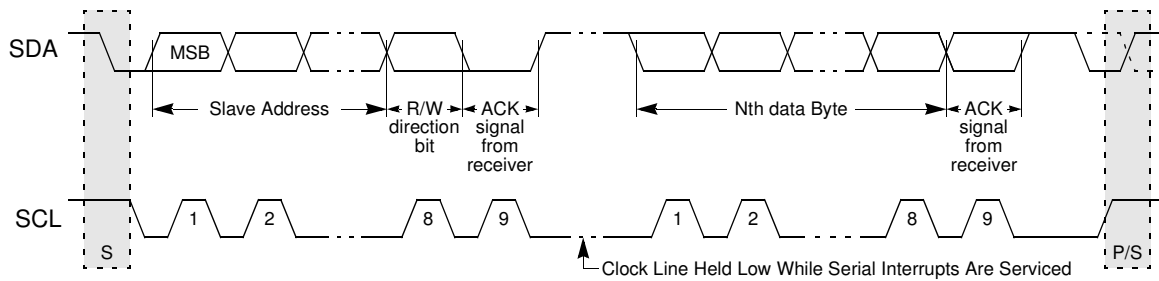 SDA
MSB
Slave Address
R/W
direction
bit
ACK
signal
from
receiver
Nth data Byte
ACK
signal
from
receiver
SCL
1
2
8
9
1
2
8
9
S
P/S
Clock Line Held Low While Serial Interrupts Are Serviced